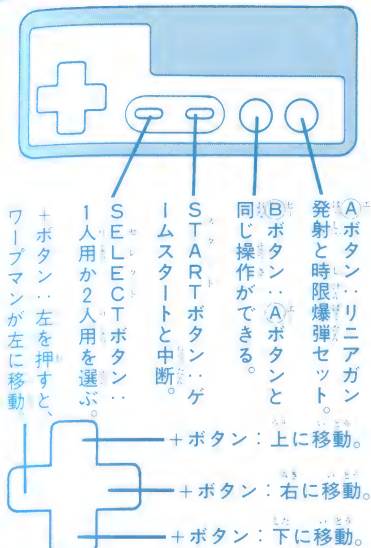 Ⓐボタン‥リニアガン
発射と時限爆弾セット。
Ⓑボタン‥Ⓐボタンと
同じ操作ができる。
STARTボタン‥ゲ
ームスタートと中断。
SELECTボタン‥
1人用か2人用を選ぶ。
+ボタン‥左を押すと、
ワープマンが左に移動。
+ボタン:上に移動。
+ボタン:右に移動。
+ボタン:下に移動。